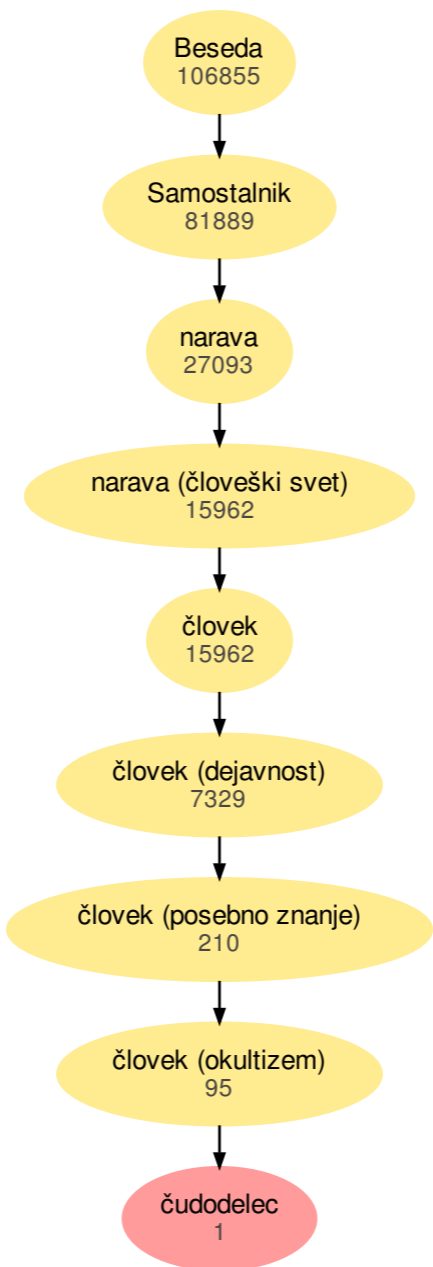 Beseda
106855
Samostalnik
81889
narava
27093
narava (človeški svet)
15962
človek
15962
človek (dejavnost)
7329
človek (posebno znanje)
210
človek (okultizem)
95
čudodelec
1